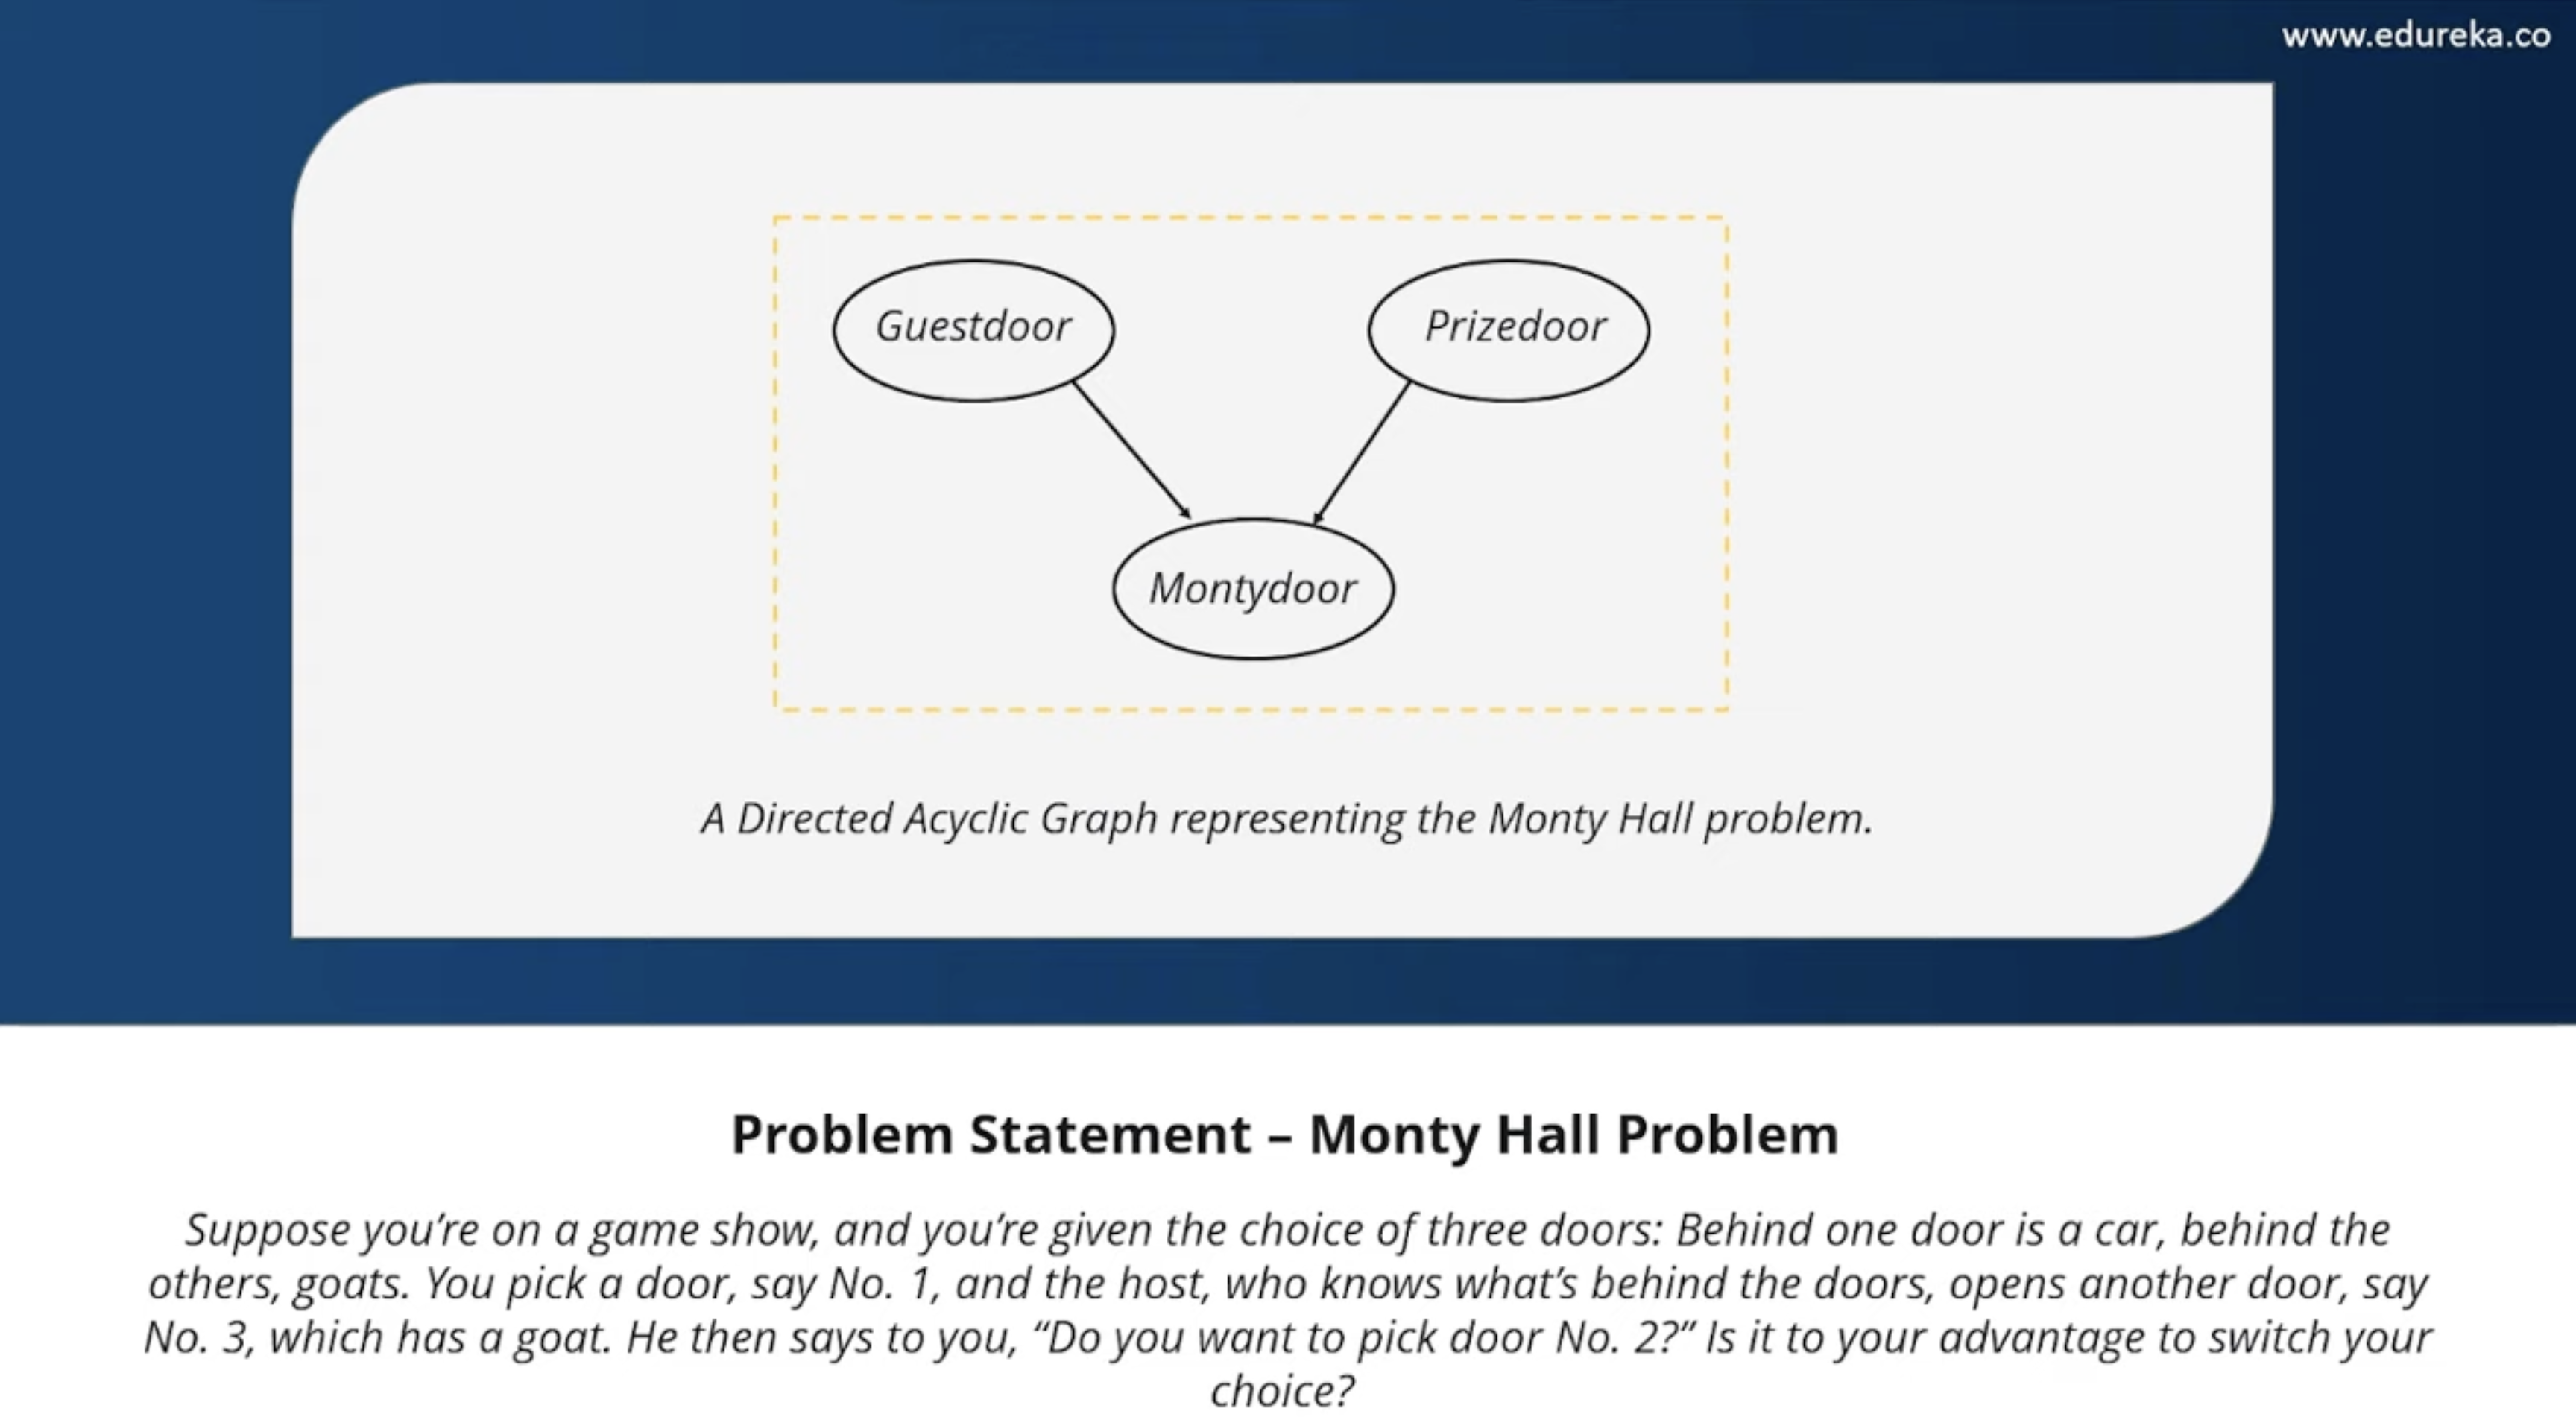 www.edureka.co
Guestdoor
Prizedoor
Montydoor
A Directed Acyclic Graph representing the Monty Hall problem.
Problem Statement – Monty Hall Problem
Suppose you’re on a game show, and you’re given the choice of three doors: Behind one door is a car, behind the
others, goats. You pick a door, say No. 1, and the host, who knows what’s behind the doors, opens another door, say
No. 3, which has a goat. He then says to you, “Do you want to pick door No. 2?” Is it to your advantage to switch your
choice?